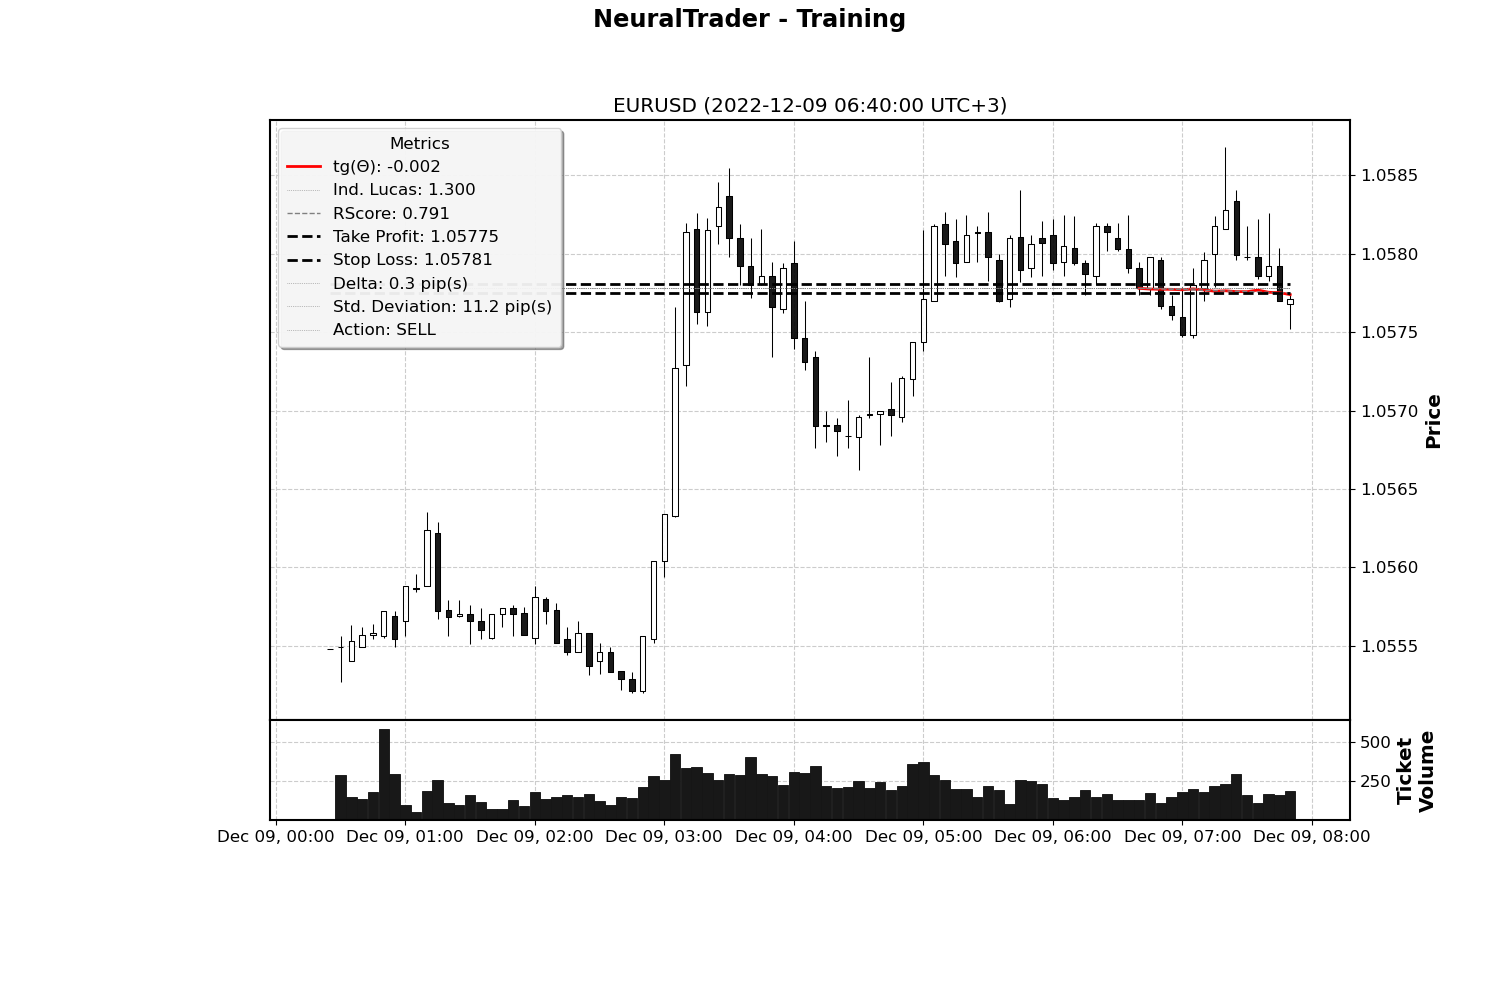 NeuralTrader - Training
EURUSD (2022-12-09 06:40:00 UTC+3)
Metrics
tg(Θ): -0.002
Ind. Lucas: 1.300
RScore: 0.791
Take Profit: 1.05775
Stop Loss: 1.05781
Delta: 0.3 pip(s)
Std. Deviation: 11.2 pip(s)
Action: SELL
1.0585
1.0580
1.0575
1.0570
1.0565
1.0560
1.0555
Price
500
250
Ticket
Volume
Dec 09, 00:00
Dec 09, 01:00
Dec 09, 02:00
Dec 09, 03:00
Dec 09, 04:00
Dec 09, 05:00
Dec 09, 06:00
Dec 09, 07:00
Dec 09, 08:00